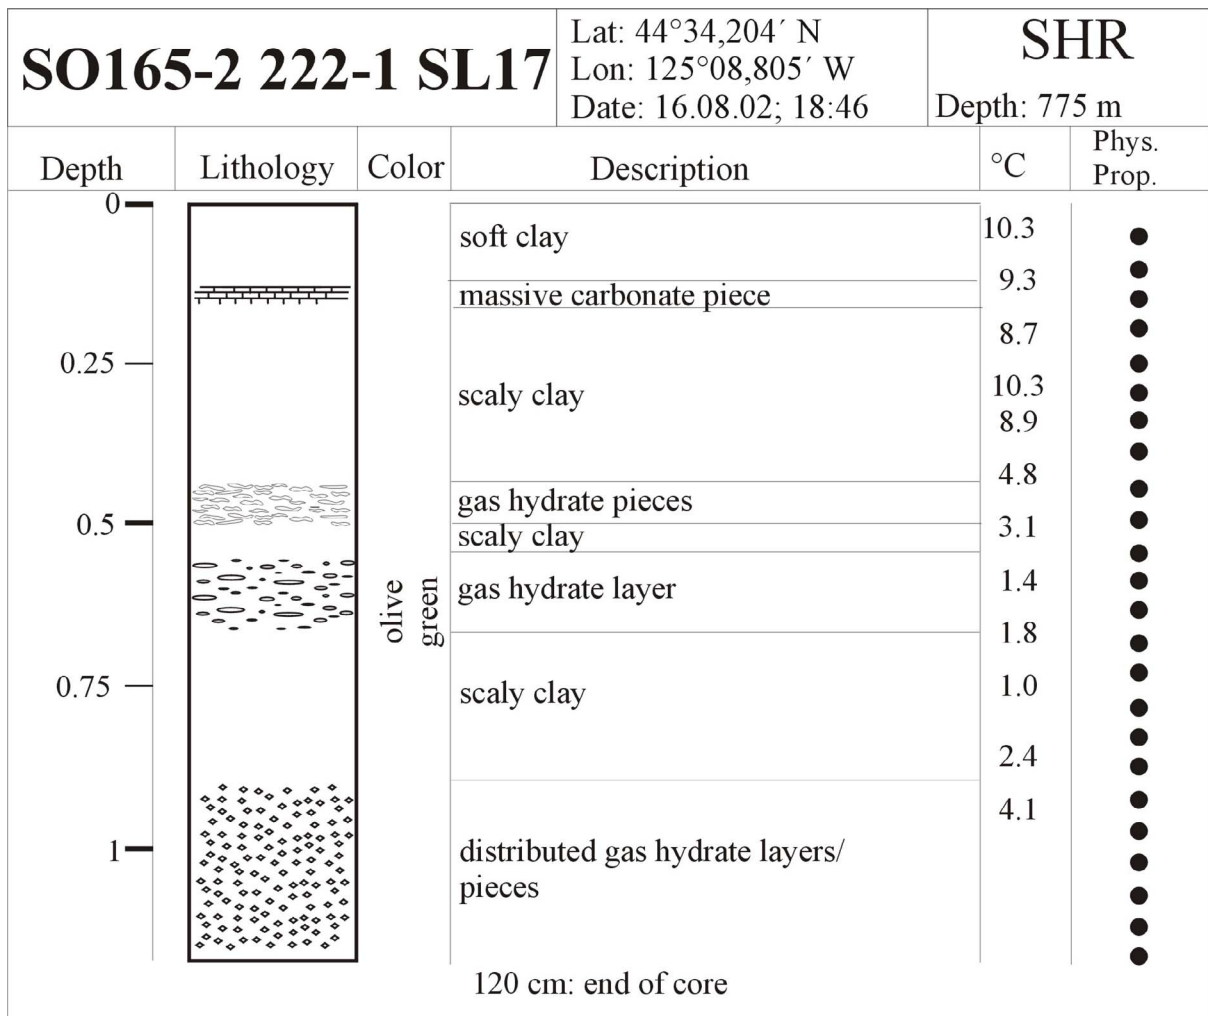 SO165-2 222-1 SL17
Lat: 44°34,204´ N
Lon: 125°08,805´ W
Date: 16.08.02; 18:46
SHR
Depth: 775 m
Depth
Lithology
Color
Description
°C
Phys.
Prop.
0
soft clay
10.3
9.3
massive carbonate piece
8.7
0.25
10.3
scaly clay
8.9
4.8
gas hydrate pieces
0.5
3.1
scaly clay
olive
green
gas hydrate layer
1.4
1.8
0.75
scaly clay
1.0
2.4
4.1
1
distributed gas hydrate layers/
pieces
120 cm: end of core